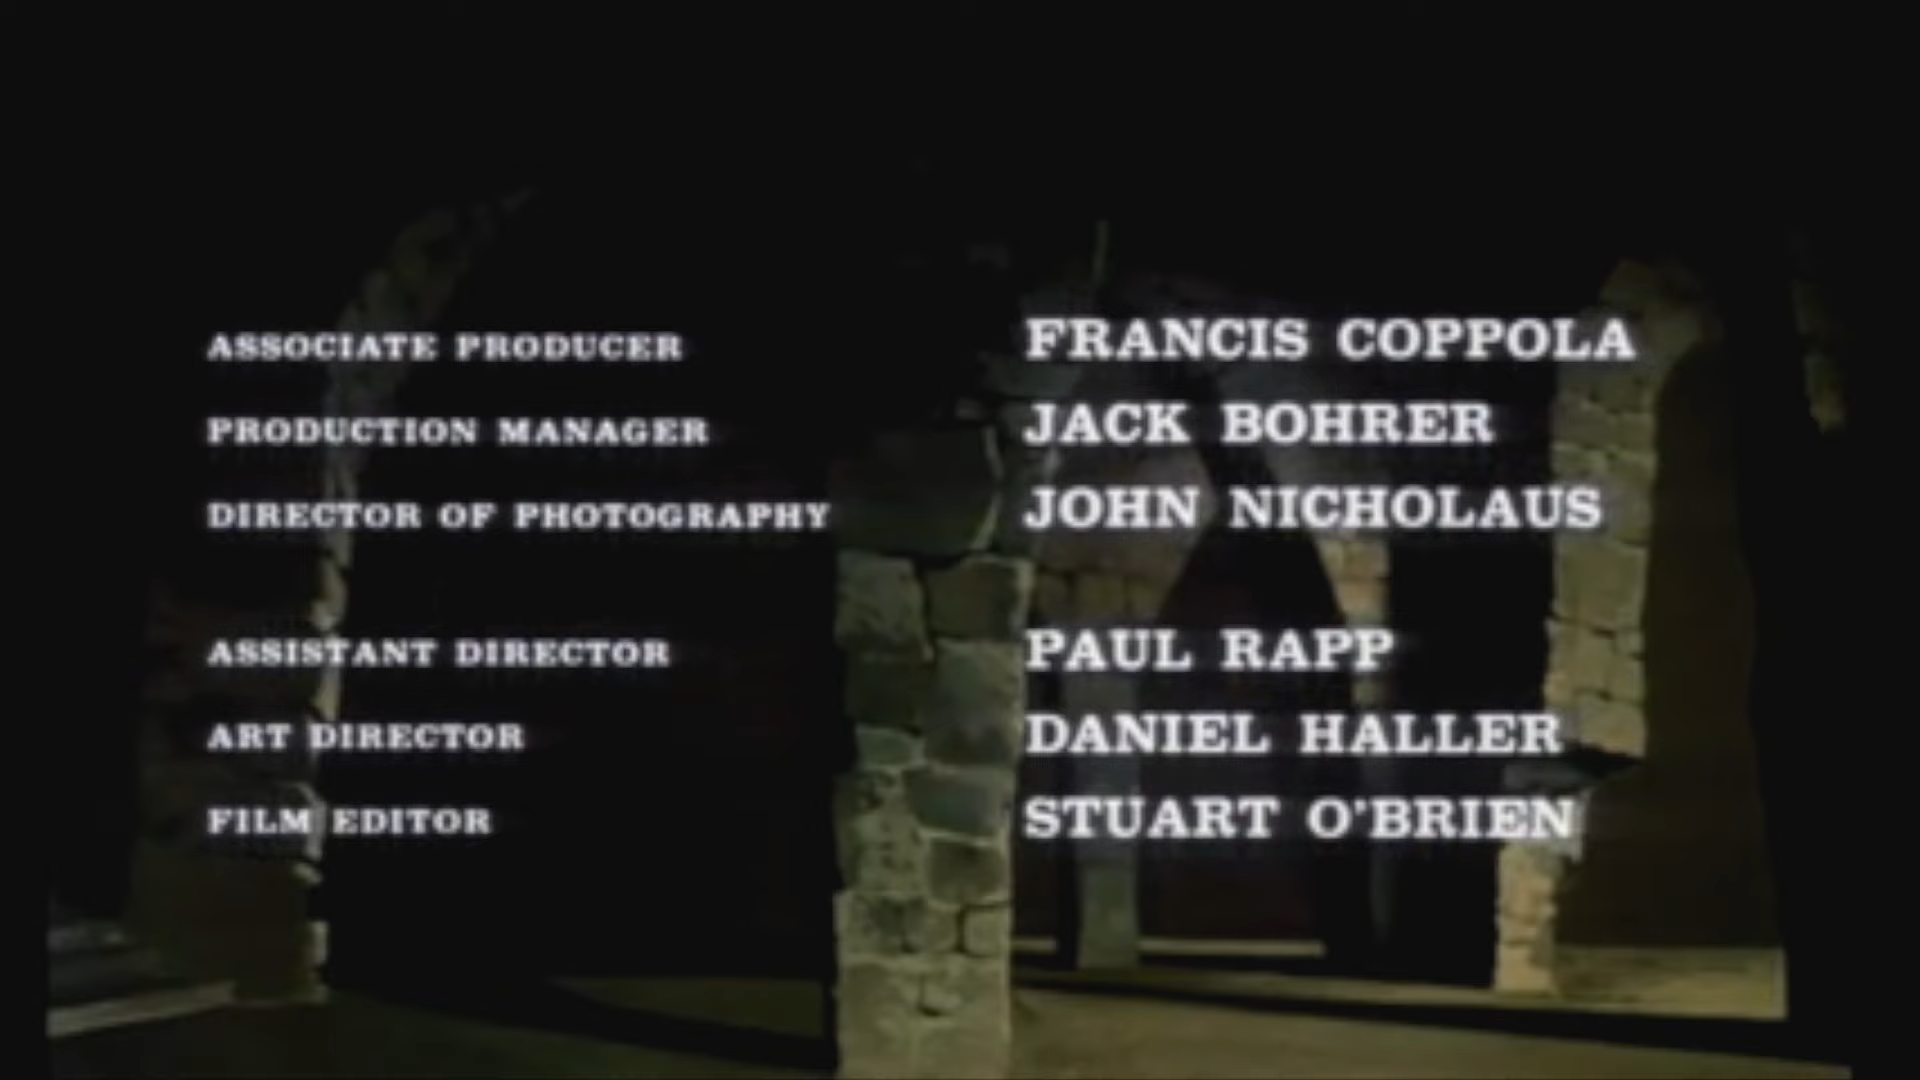 ASSOCIATE PRODUCER FRANCIS COPPOLA
PRODUCTION MANAGER JACK BOHRER
DIRECTOR OF PHOTOGRAPHY JOHN NICHOLAUS
ASSISTANT DIRECTOR PAUL RAPP
ART DIRECTOR DANIEL HALLER
FILM EDITOR STUART O'BRIEN